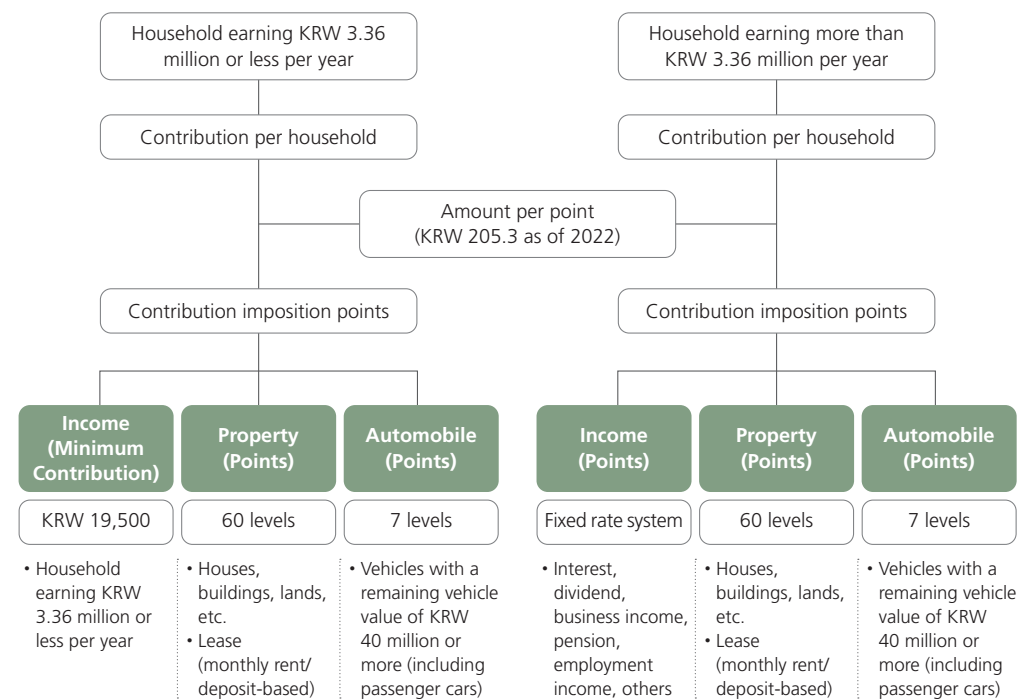 Household earning KRW 3.36
million or less per year
Household earning more than
KRW 3.36 million per year
Contribution per household
Contribution per household
Amount per point
(KRW 205.3 as of 2022)
Contribution imposition points
Contribution imposition points
Income
(Minimum
Contribution)
Property
(Points)
Automobile
(Points)
Income
(Points)
Property
(Points)
Automobile
(Points)
KRW 19,500
60 levels
7 levels
Fixed rate system
60 levels
7 levels
• Household
earning KRW
3.36 million or
less per year
• Houses,
buildings, lands,
etc.
• Lease
(monthly rent/
deposit-based)
• Vehicles with a
remaining vehicle
value of KRW
40 million or
more (including
passenger cars)
• Interest,
dividend,
business income,
pension,
employment
income, others
• Houses,
buildings, lands,
etc.
• Lease
(monthly rent/
deposit-based)
• Vehicles with a
remaining vehicle
value of KRW
40 million or
more (including
passenger cars)